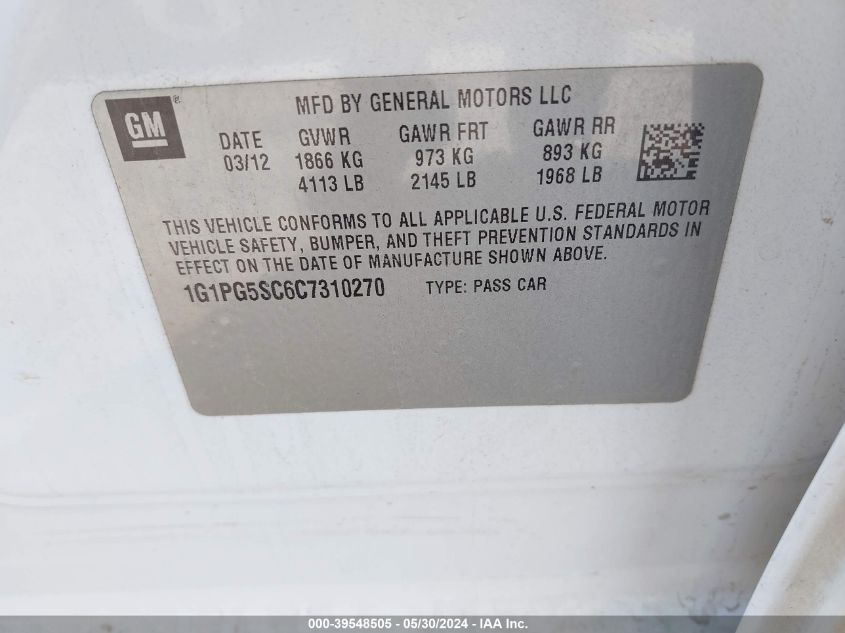 GM®
MFD BY GENERAL MOTORS LLC
DATE GVWR GAWR FRT GAWR RR
03/12 1866 KG 973 KG 893 KG
4113 LB 2145 LB 1968 LB
THIS VEHICLE CONFORMS TO ALL APPLICABLE U.S. FEDERAL MOTOR
VEHICLE SAFETY, BUMPER, AND THEFT PREVENTION STANDARDS IN
EFFECT ON THE DATE OF MANUFACTURE SHOWN ABOVE.
1G1PG5SC6C7310270 TYPE: PASS CAR
000-39548505 - 05/30/2024 - IAA Inc.